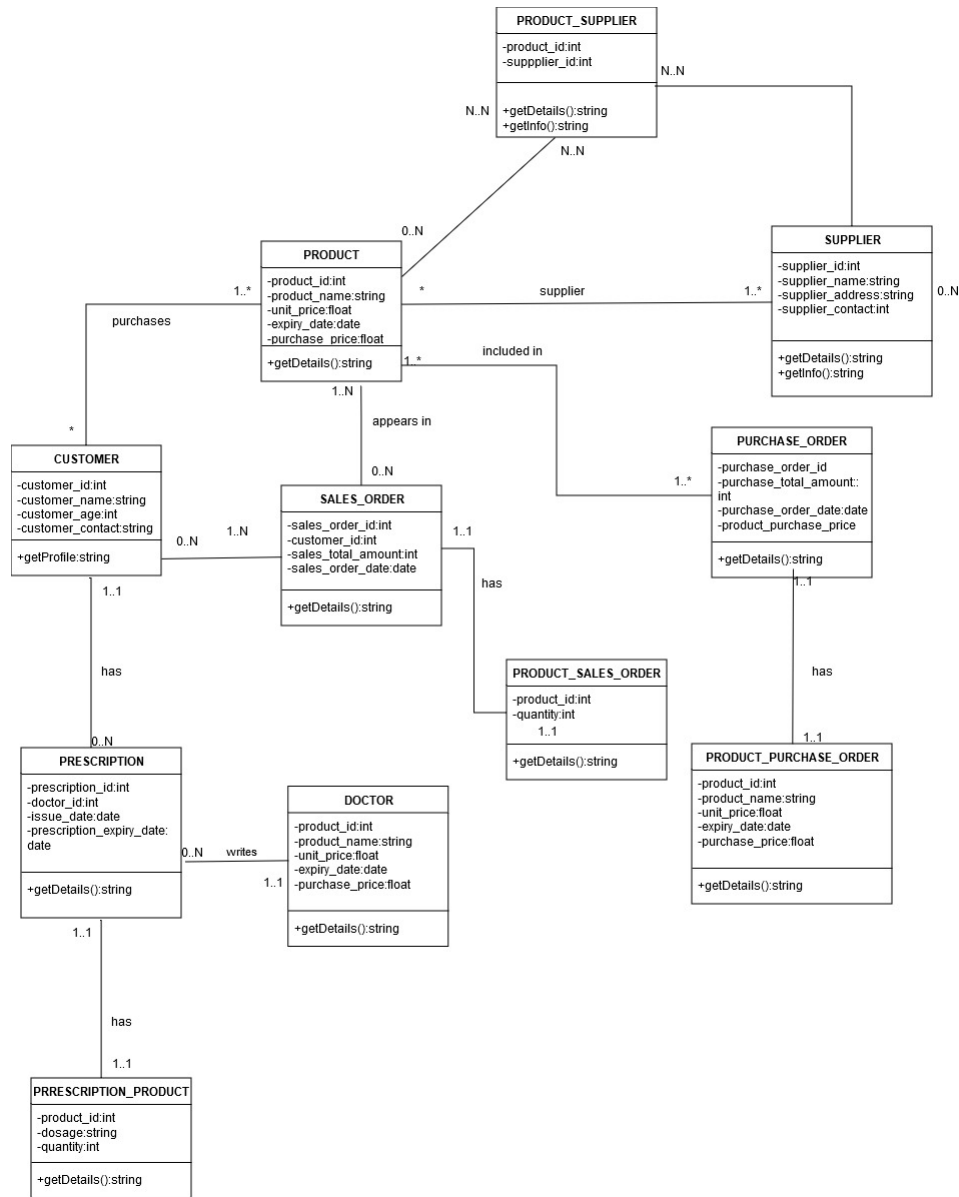 PRODUCT_SUPPLIER
-product_id:int
-suppplier_id:int
+getDetails():string
+getInfo():string
N..N
N..N
N..N
0..N
PRODUCT
-product_id:int
-product_name:string
-unit_price:float
-expiry_date:date
-purchase_price:float
+getDetails():string
1..*
purchases
*
*
supplier
1..*
SUPPLIER
-supplier_id:int
-supplier_name:string
-supplier_address:string
-supplier_contact:int
+getDetails():string
+getInfo():string
0..N
1..*
included in
1..*
1..N
appears in
0..N
CUSTOMER
-customer_id:int
-customer_name:string
-customer_age:int
-customer_contact:string
+getProfile:string
0..N
1..N
SALES_ORDER
-sales_order_id:int
-customer_id:int
-sales_total_amount:int
-sales_order_date:date
+getDetails():string
1..1
has
PURCHASE_ORDER
-purchase_order_id
-purchase_total_amount::
int
-purchase_order_date:date
-product_purchase_price
+getDetails():string
1..1
has
1..1
1..1
has
0..N
PRODUCT_SALES_ORDER
-product_id:int
-quantity:int
1..1
+getDetails():string
PRODUCT_PURCHASE_ORDER
-product_id:int
-product_name:string
-unit_price:float
-expiry_date:date
-purchase_price:float
+getDetails():string
PRESCRIPTION
-prescription_id:int
-doctor_id:int
-issue_date:date
-prescription_expiry_date:
date
+getDetails():string
0..N
writes
1..1
DOCTOR
-product_id:int
-product_name:string
-unit_price:float
-expiry_date:date
-purchase_price:float
+getDetails():string
1..1
has
1..1
PRRESCRIPTION_PRODUCT
-product_id:int
-dosage:string
-quantity:int
+getDetails():string